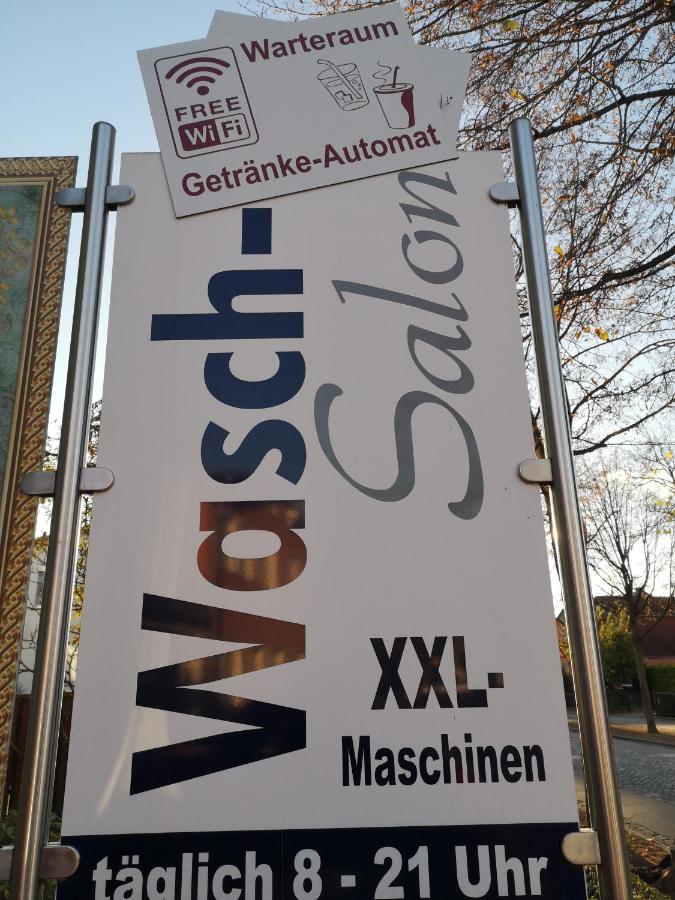 Warteraum
FREE
WiFi
Getränke-Automat
Wasch-
Salon
XXL-
Maschinen
täglich 8 - 21 Uhr